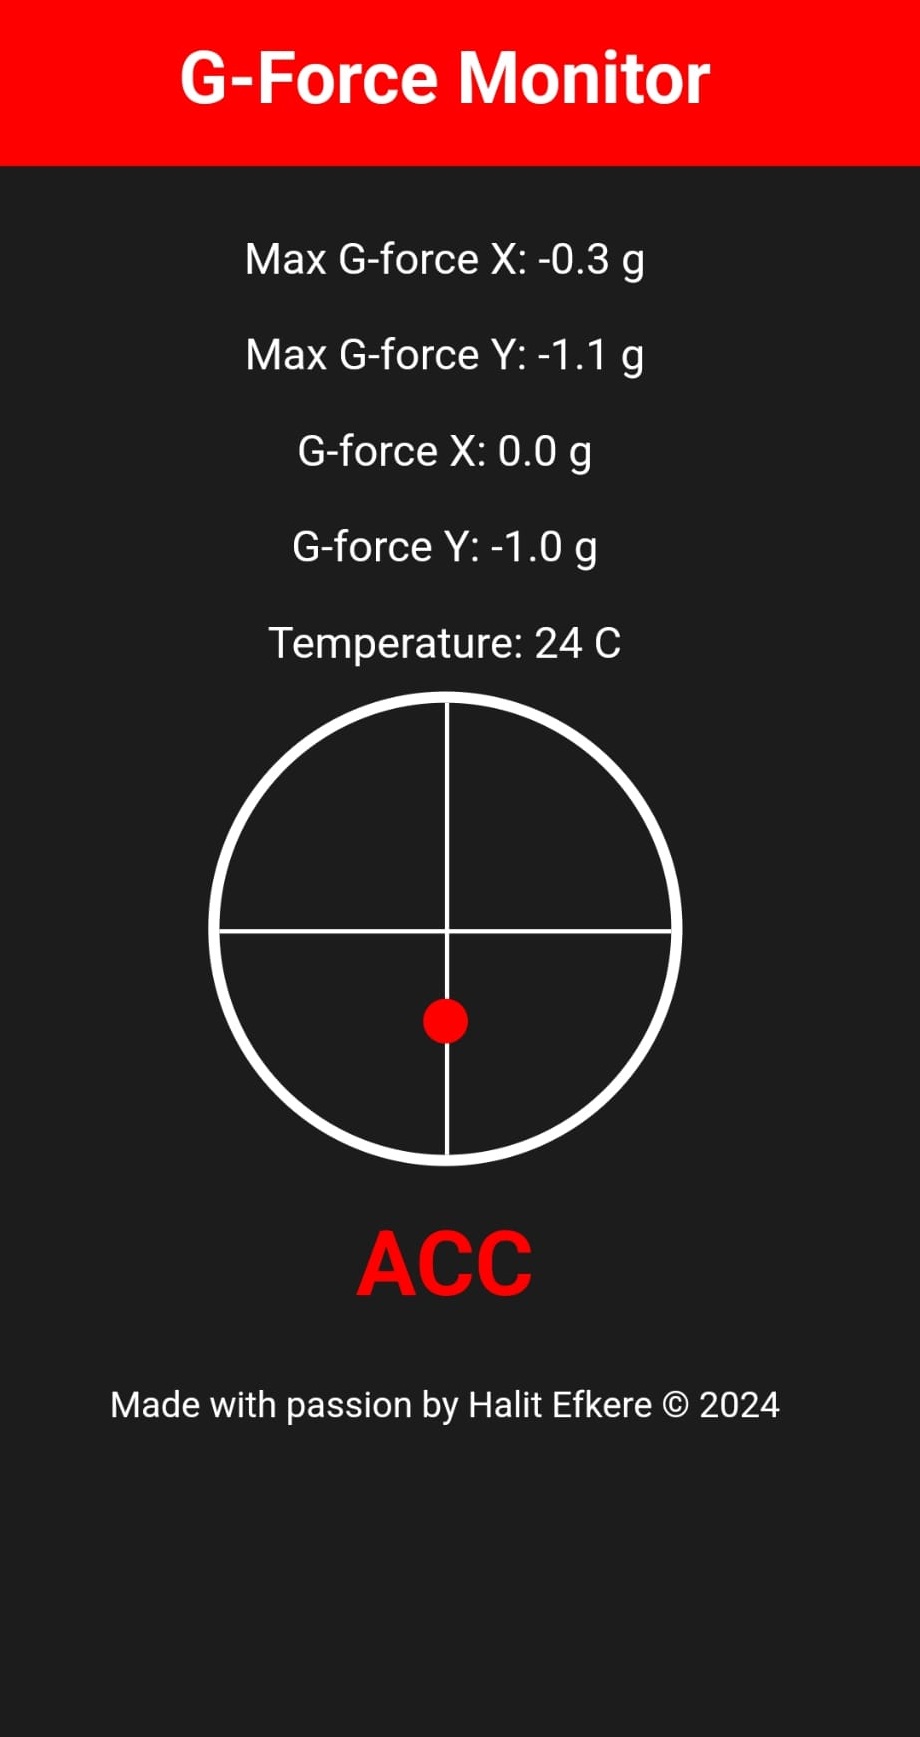 G-Force Monitor
Max G-force X: -0.3 g
Max G-force Y: -1.1 g
G-force X: 0.0 g
G-force Y: -1.0 g
Temperature: 24 C
ACC
Made with passion by Halit Efkere © 2024